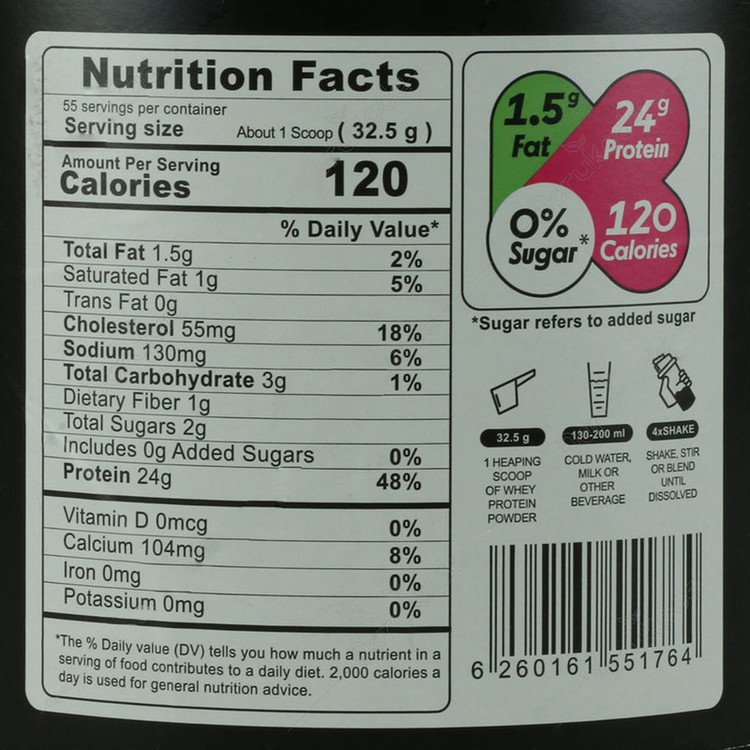 Nutrition Facts
55 servings per container
Serving size About 1 Scoop ( 32.5 g )
Amount Per Serving
Calories 120
% Daily Value*
Total Fat 1.5g 2%
Saturated Fat 1g 5%
Trans Fat 0g
Cholesterol 55mg 18%
Sodium 130mg 6%
Total Carbohydrate 3g 1%
Dietary Fiber 1g
Total Sugars 2g
Includes 0g Added Sugars 0%
Protein 24g 48%
Vitamin D 0mcg 0%
Calcium 104mg 8%
Iron 0mg 0%
Potassium 0mg 0%
*The % Daily value (DV) tells you how much a nutrient in a
serving of food contributes to a daily diet. 2,000 calories a
day is used for general nutrition advice.
1.5g
Fat
24g
Protein
0%
Sugar*
120
Calories
*Sugar refers to added sugar
32.5 g
1 HEAPING
SCOOP
OF WHEY
PROTEIN
POWDER
130-200 ml
COLD WATER,
MILK OR
OTHER
BEVERAGE
4xSHAKE
SHAKE, STIR
OR BLEND
UNTIL
DISSOLVED
6 260161 551764